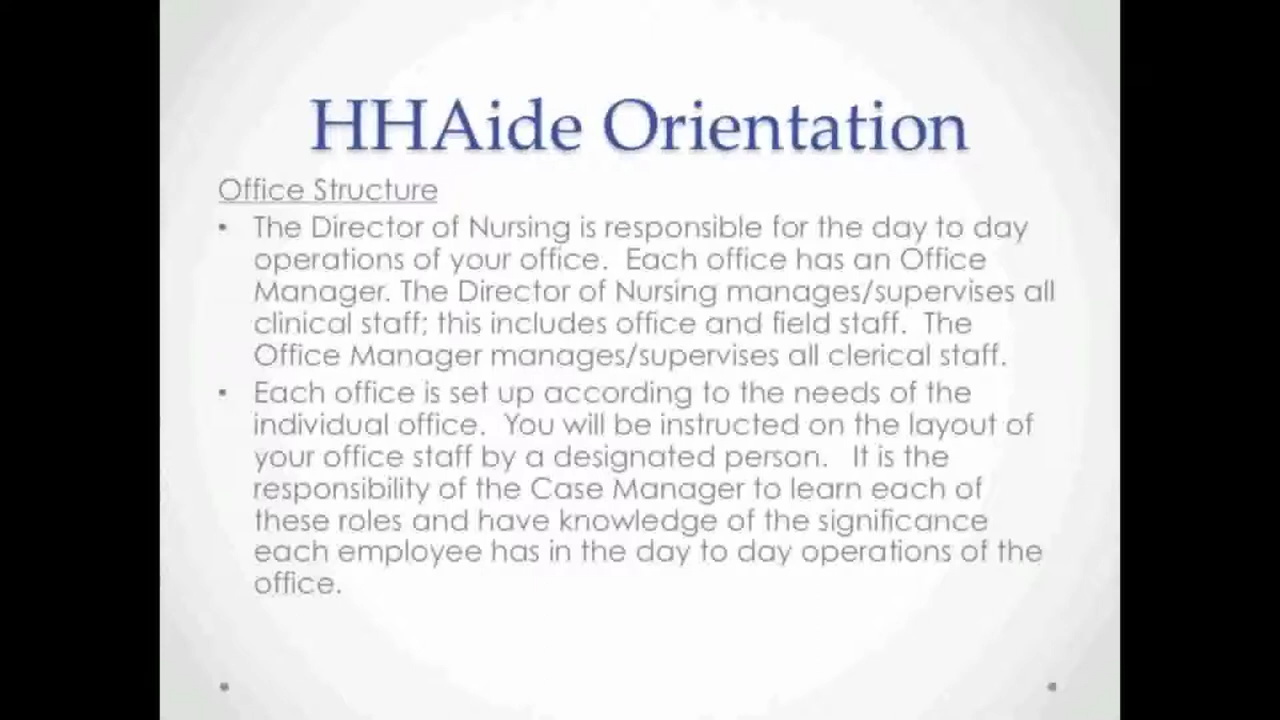 HHAide Orientation
Office Structure
• The Director of Nursing is responsible for the day to day
operations of your office.  Each office has an Office
Manager. The Director of Nursing manages/supervises all
clinical staff; this includes office and field staff.  The
Office Manager manages/supervises all clerical staff.
• Each office is set up according to the needs of the
individual office.  You will be instructed on the layout of
your office staff by a designated person.   It is the
responsibility of the Case Manager to learn each of
these roles and have knowledge of the significance
each employee has in the day to day operations of the
office.